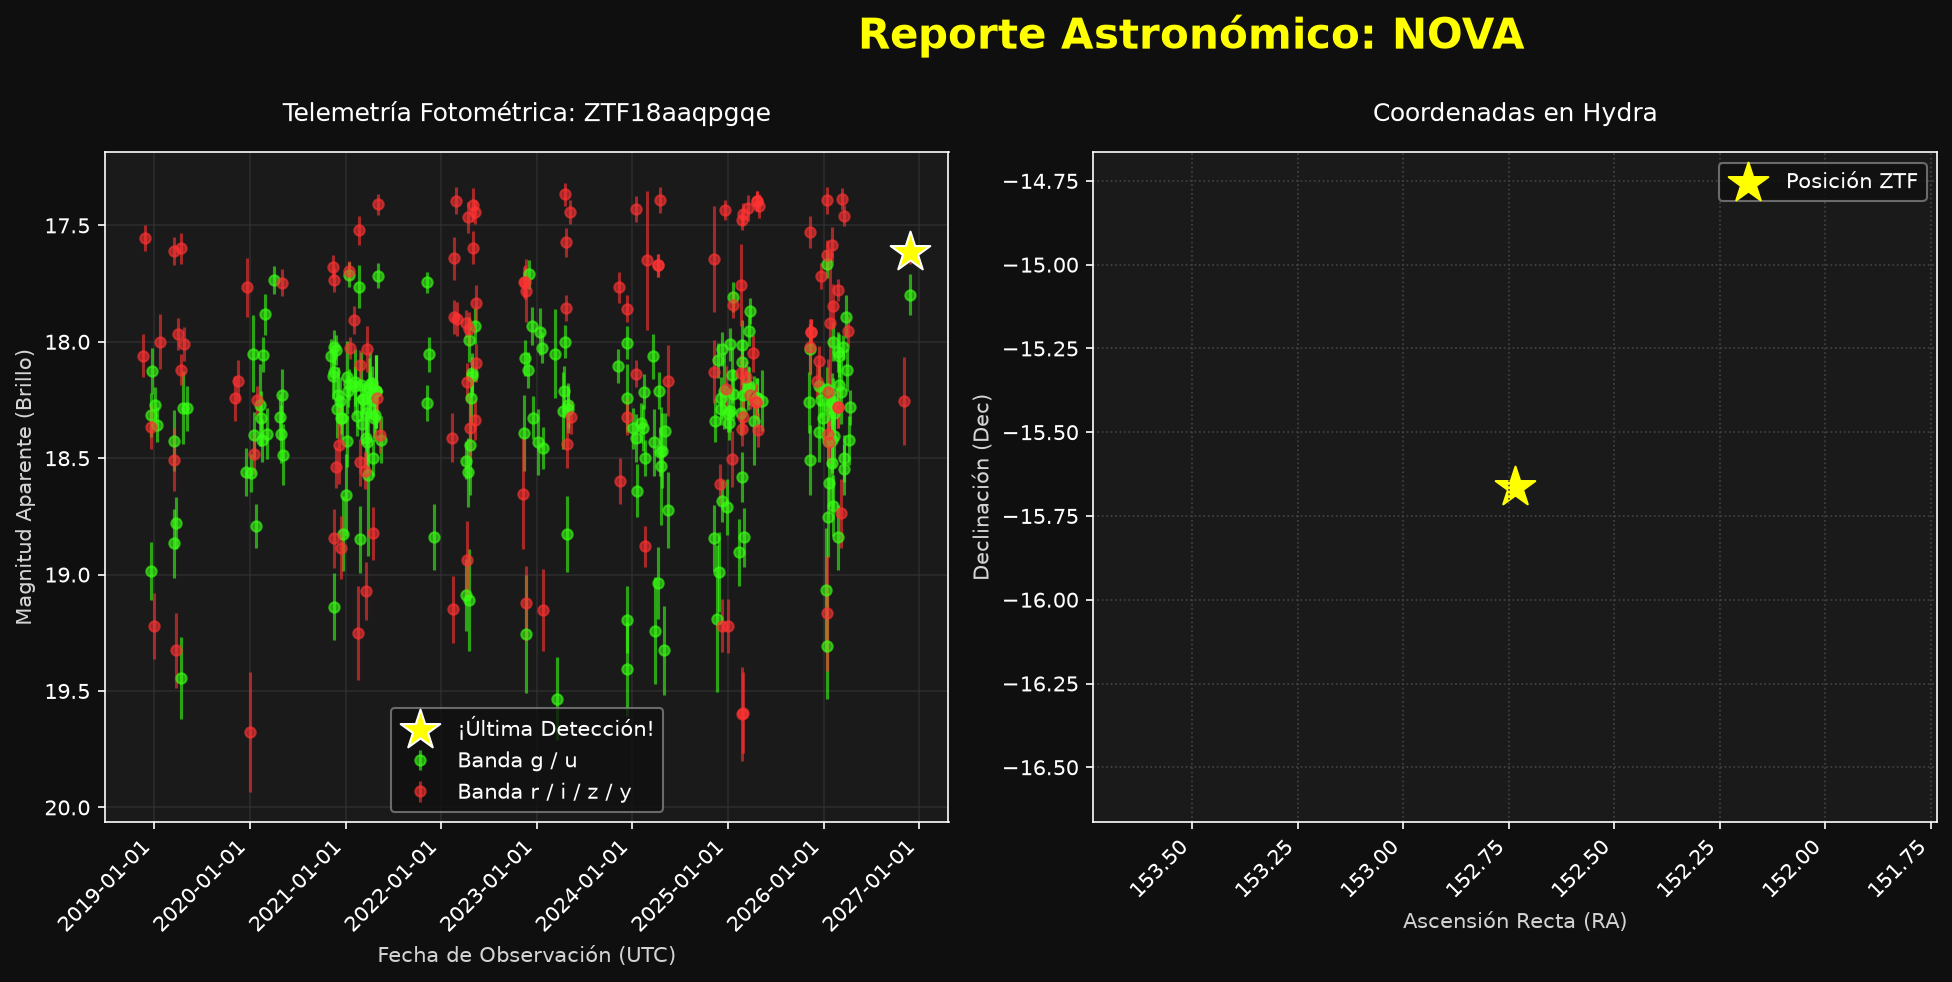 Reporte Astronómico: NOVA
Telemetría Fotométrica: ZTF18aaqpgqe
Magnitud Aparente (Brillo)
17.5
18.0
18.5
19.0
19.5
20.0
¡Última Detección!
Banda g / u
Banda r / i / z / y
2019-01-01
2020-01-01
2021-01-01
2022-01-01
2023-01-01
2024-01-01
2025-01-01
2026-01-01
2027-01-01
Fecha de Observación (UTC)
Coordenadas en Hydra
Declinación (Dec)
−14.75
−15.00
−15.25
−15.50
−15.75
−16.00
−16.25
−16.50
Posición ZTF
153.50
153.25
153.00
152.75
152.50
152.25
152.00
151.75
Ascensión Recta (RA)